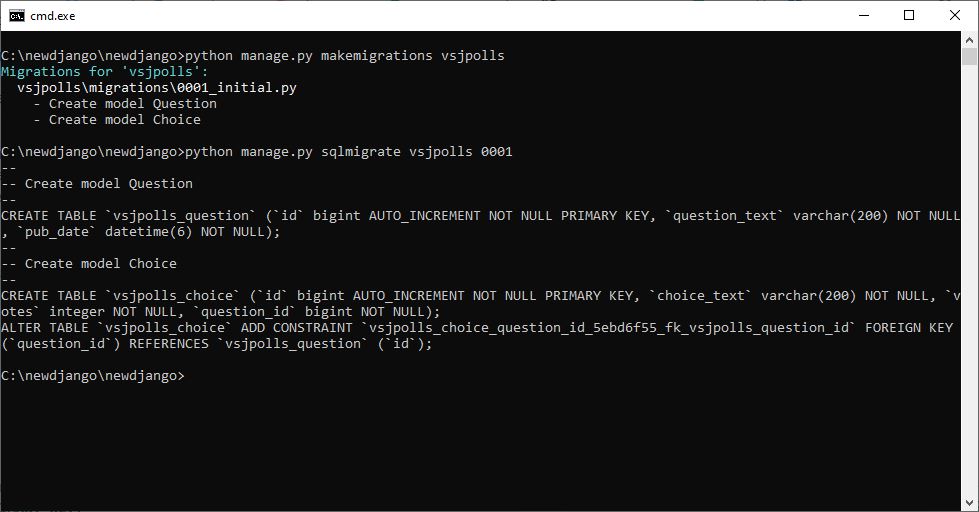 cmd.exe
C:\newdjango\newdjango>python manage.py makemigrations vsjpolls
Migrations for 'vsjpolls':
  vsjpolls\migrations\0001_initial.py
    - Create model Question
    - Create model Choice
C:\newdjango\newdjango>python manage.py sqlmigrate vsjpolls 0001
--
-- Create model Question
--
CREATE TABLE `vsjpolls_question` (`id` bigint AUTO_INCREMENT NOT NULL PRIMARY KEY, `question_text` varchar(200) NOT NULL
, `pub_date` datetime(6) NOT NULL);
--
-- Create model Choice
--
CREATE TABLE `vsjpolls_choice` (`id` bigint AUTO_INCREMENT NOT NULL PRIMARY KEY, `choice_text` varchar(200) NOT NULL, `v
otes` integer NOT NULL, `question_id` bigint NOT NULL);
ALTER TABLE `vsjpolls_choice` ADD CONSTRAINT `vsjpolls_choice_question_id_5ebd6f55_fk_vsjpolls_question_id` FOREIGN KEY
(`question_id`) REFERENCES `vsjpolls_question` (`id`);
C:\newdjango\newdjango>